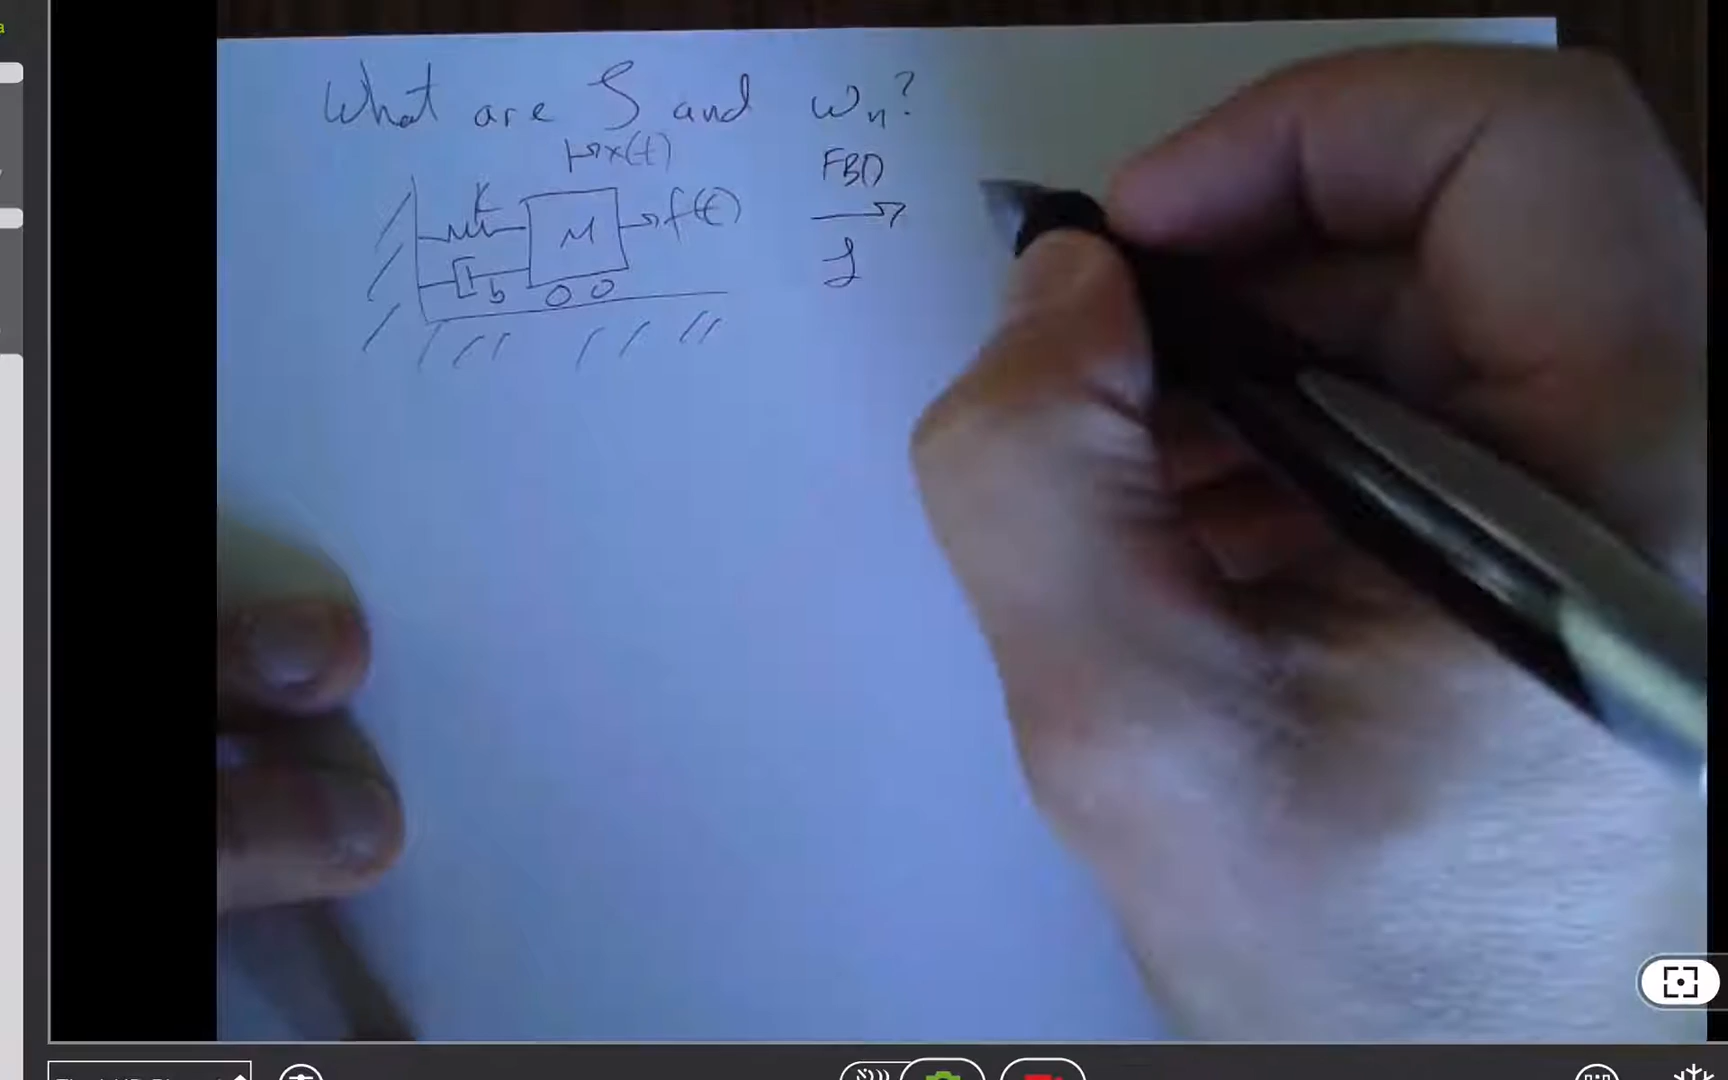 What are ζ and ωn?
x(t)
FBD
K
M
f(t)
b
ℒ